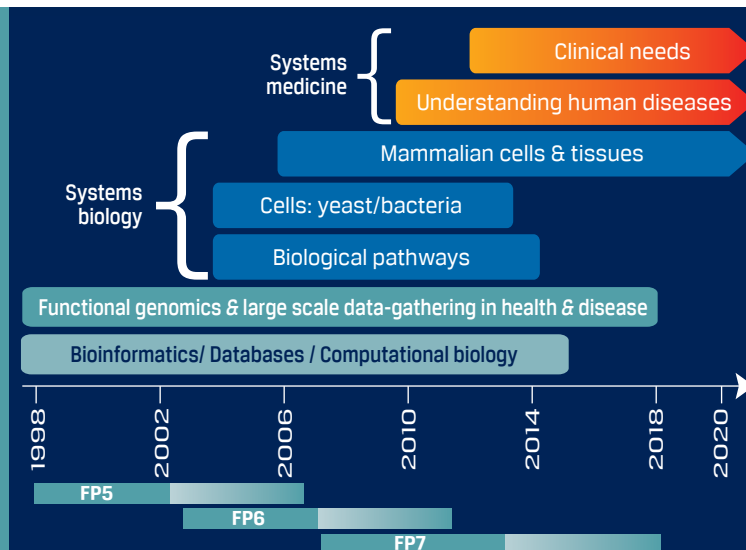 Clinical needs
Systems
medicine
Understanding human diseases
Mammalian cells & tissues
Systems
biology
Cells: yeast/bacteria
Biological pathways
Functional genomics & large scale data-gathering in health & disease
Bioinformatics/ Databases / Computational biology
1998
2002
2006
2010
2014
2018
2020
FP5
FP6
FP7